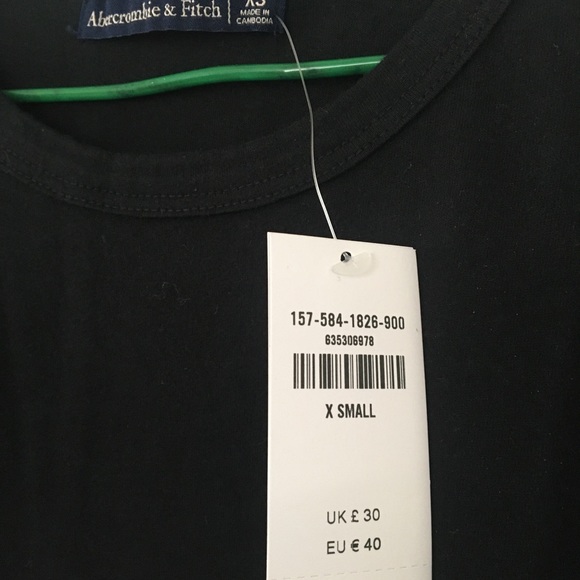 Abercrombie & Fitch
XS
MADE IN
CAMBODIA
157-584-1826-900
635306978
X SMALL
UK £ 30
EU € 40